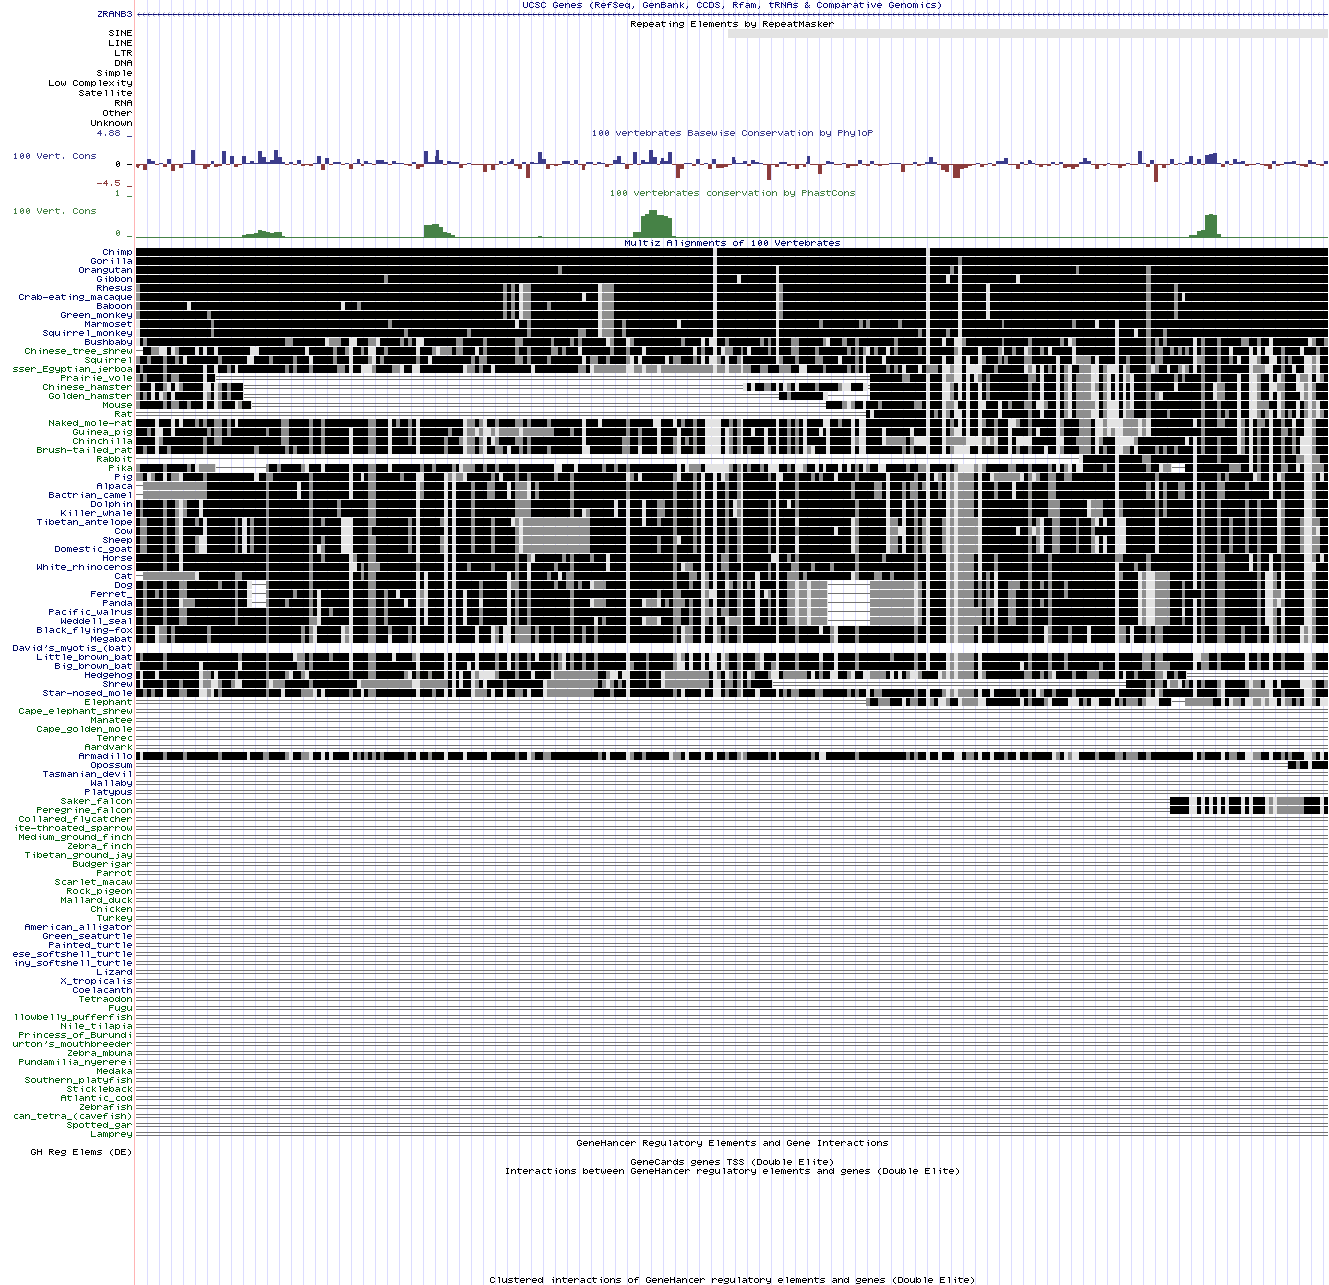 UCSC Genes (RefSeq, GenBank, CCDS, Rfam, tRNAs & Comparative Genomics)
ZRANB3
Repeating Elements by RepeatMasker
SINE
LINE
LTR
DNA
Simple
Low Complexity
Satellite
RNA
Other
Unknown
4.88 _
100 vertebrates Basewise Conservation by PhyloP
100 Vert. Cons
0 _
-4.5 _
100 vertebrates conservation by PhastCons
1 _
100 Vert. Cons
0 _
Multiz Alignments of 100 Vertebrates
Chimp
Gorilla
Orangutan
Gibbon
Rhesus
Crab-eating_macaque
Baboon
Green_monkey
Marmoset
Squirrel_monkey
Bushbaby
Chinese_tree_shrew
Squirrel
sser_Egyptian_jerboa
Prairie_vole
Chinese_hamster
Golden_hamster
Mouse
Rat
Naked_mole-rat
Guinea_pig
Chinchilla
Brush-tailed_rat
Rabbit
Pika
Pig
Alpaca
Bactrian_camel
Dolphin
Killer_whale
Tibetan_antelope
Cow
Sheep
Domestic_goat
Horse
White_rhinoceros
Cat
Dog
Ferret_
Panda
Pacific_walrus
Weddell_seal
Black_flying-fox
Megabat
David's_myotis_(bat)
Little_brown_bat
Big_brown_bat
Hedgehog
Shrew
Star-nosed_mole
Elephant
Cape_elephant_shrew
Manatee
Cape_golden_mole
Tenrec
Aardvark
Armadillo
Opossum
Tasmanian_devil
Wallaby
Platypus
Saker_falcon
Peregrine_falcon
Collared_flycatcher
ite-throated_sparrow
Medium_ground_finch
Zebra_finch
Tibetan_ground_jay
Budgerigar
Parrot
Scarlet_macaw
Rock_pigeon
Mallard_duck
Chicken
Turkey
American_alligator
Green_seaturtle
Painted_turtle
ese_softshell_turtle
iny_softshell_turtle
Lizard
X_tropicalis
Coelacanth
Tetraodon
Fugu
llowbelly_pufferfish
Nile_tilapia
Princess_of_Burundi
urton's_mouthbreeder
Zebra_mbuna
Pundamilia_nyererei
Medaka
Southern_platyfish
Stickleback
Atlantic_cod
Zebrafish
can_tetra_(cavefish)
Spotted_gar
Lamprey
GeneHancer Regulatory Elements and Gene Interactions
GH Reg Elems (DE)
GeneCards genes TSS (Double Elite)
Interactions between GeneHancer regulatory elements and genes (Double Elite)
Clustered interactions of GeneHancer regulatory elements and genes (Double Elite)